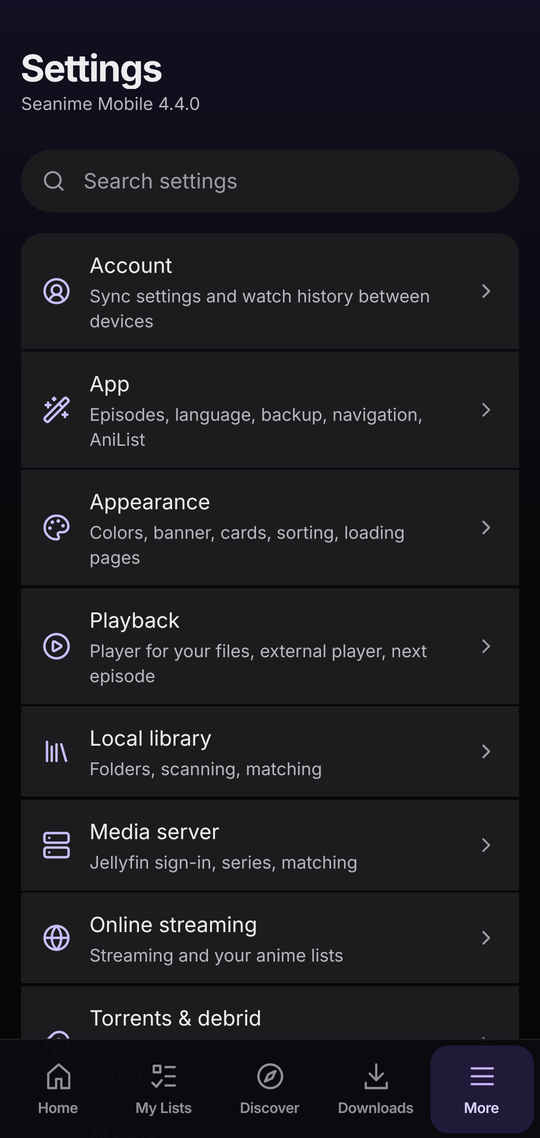 Settings
Seanime Mobile 4.4.0
Search settings
Account
Sync settings and watch history between
devices
App
Episodes, language, backup, navigation,
AniList
Appearance
Colors, banner, cards, sorting, loading
pages
Playback
Player for your files, external player, next
episode
Local library
Folders, scanning, matching
Media server
Jellyfin sign-in, series, matching
Online streaming
Streaming and your anime lists
Torrents & debrid
Home
My Lists
Discover
Downloads
More